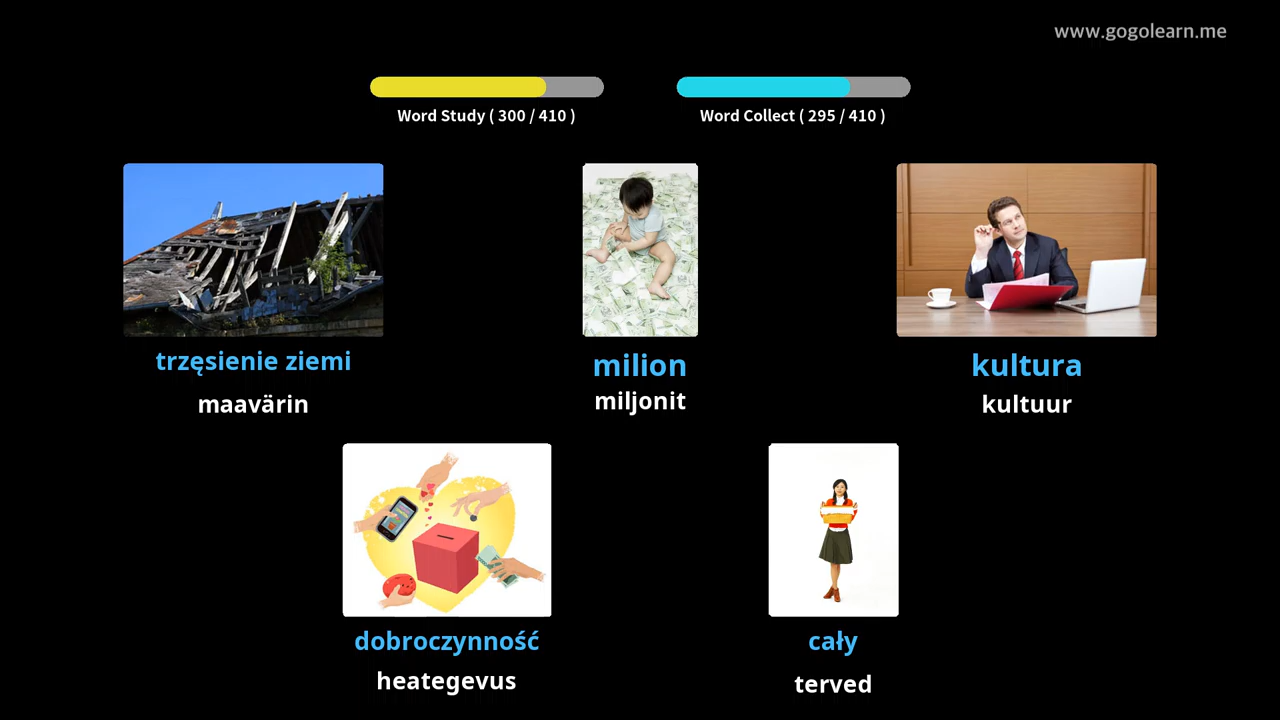 www.gogolearn.me
Word Study ( 300 / 410 )
Word Collect ( 295 / 410 )
trzęsienie ziemi
maavärin
milion
miljonit
kultura
kultuur
dobroczynność
heategevus
cały
terved